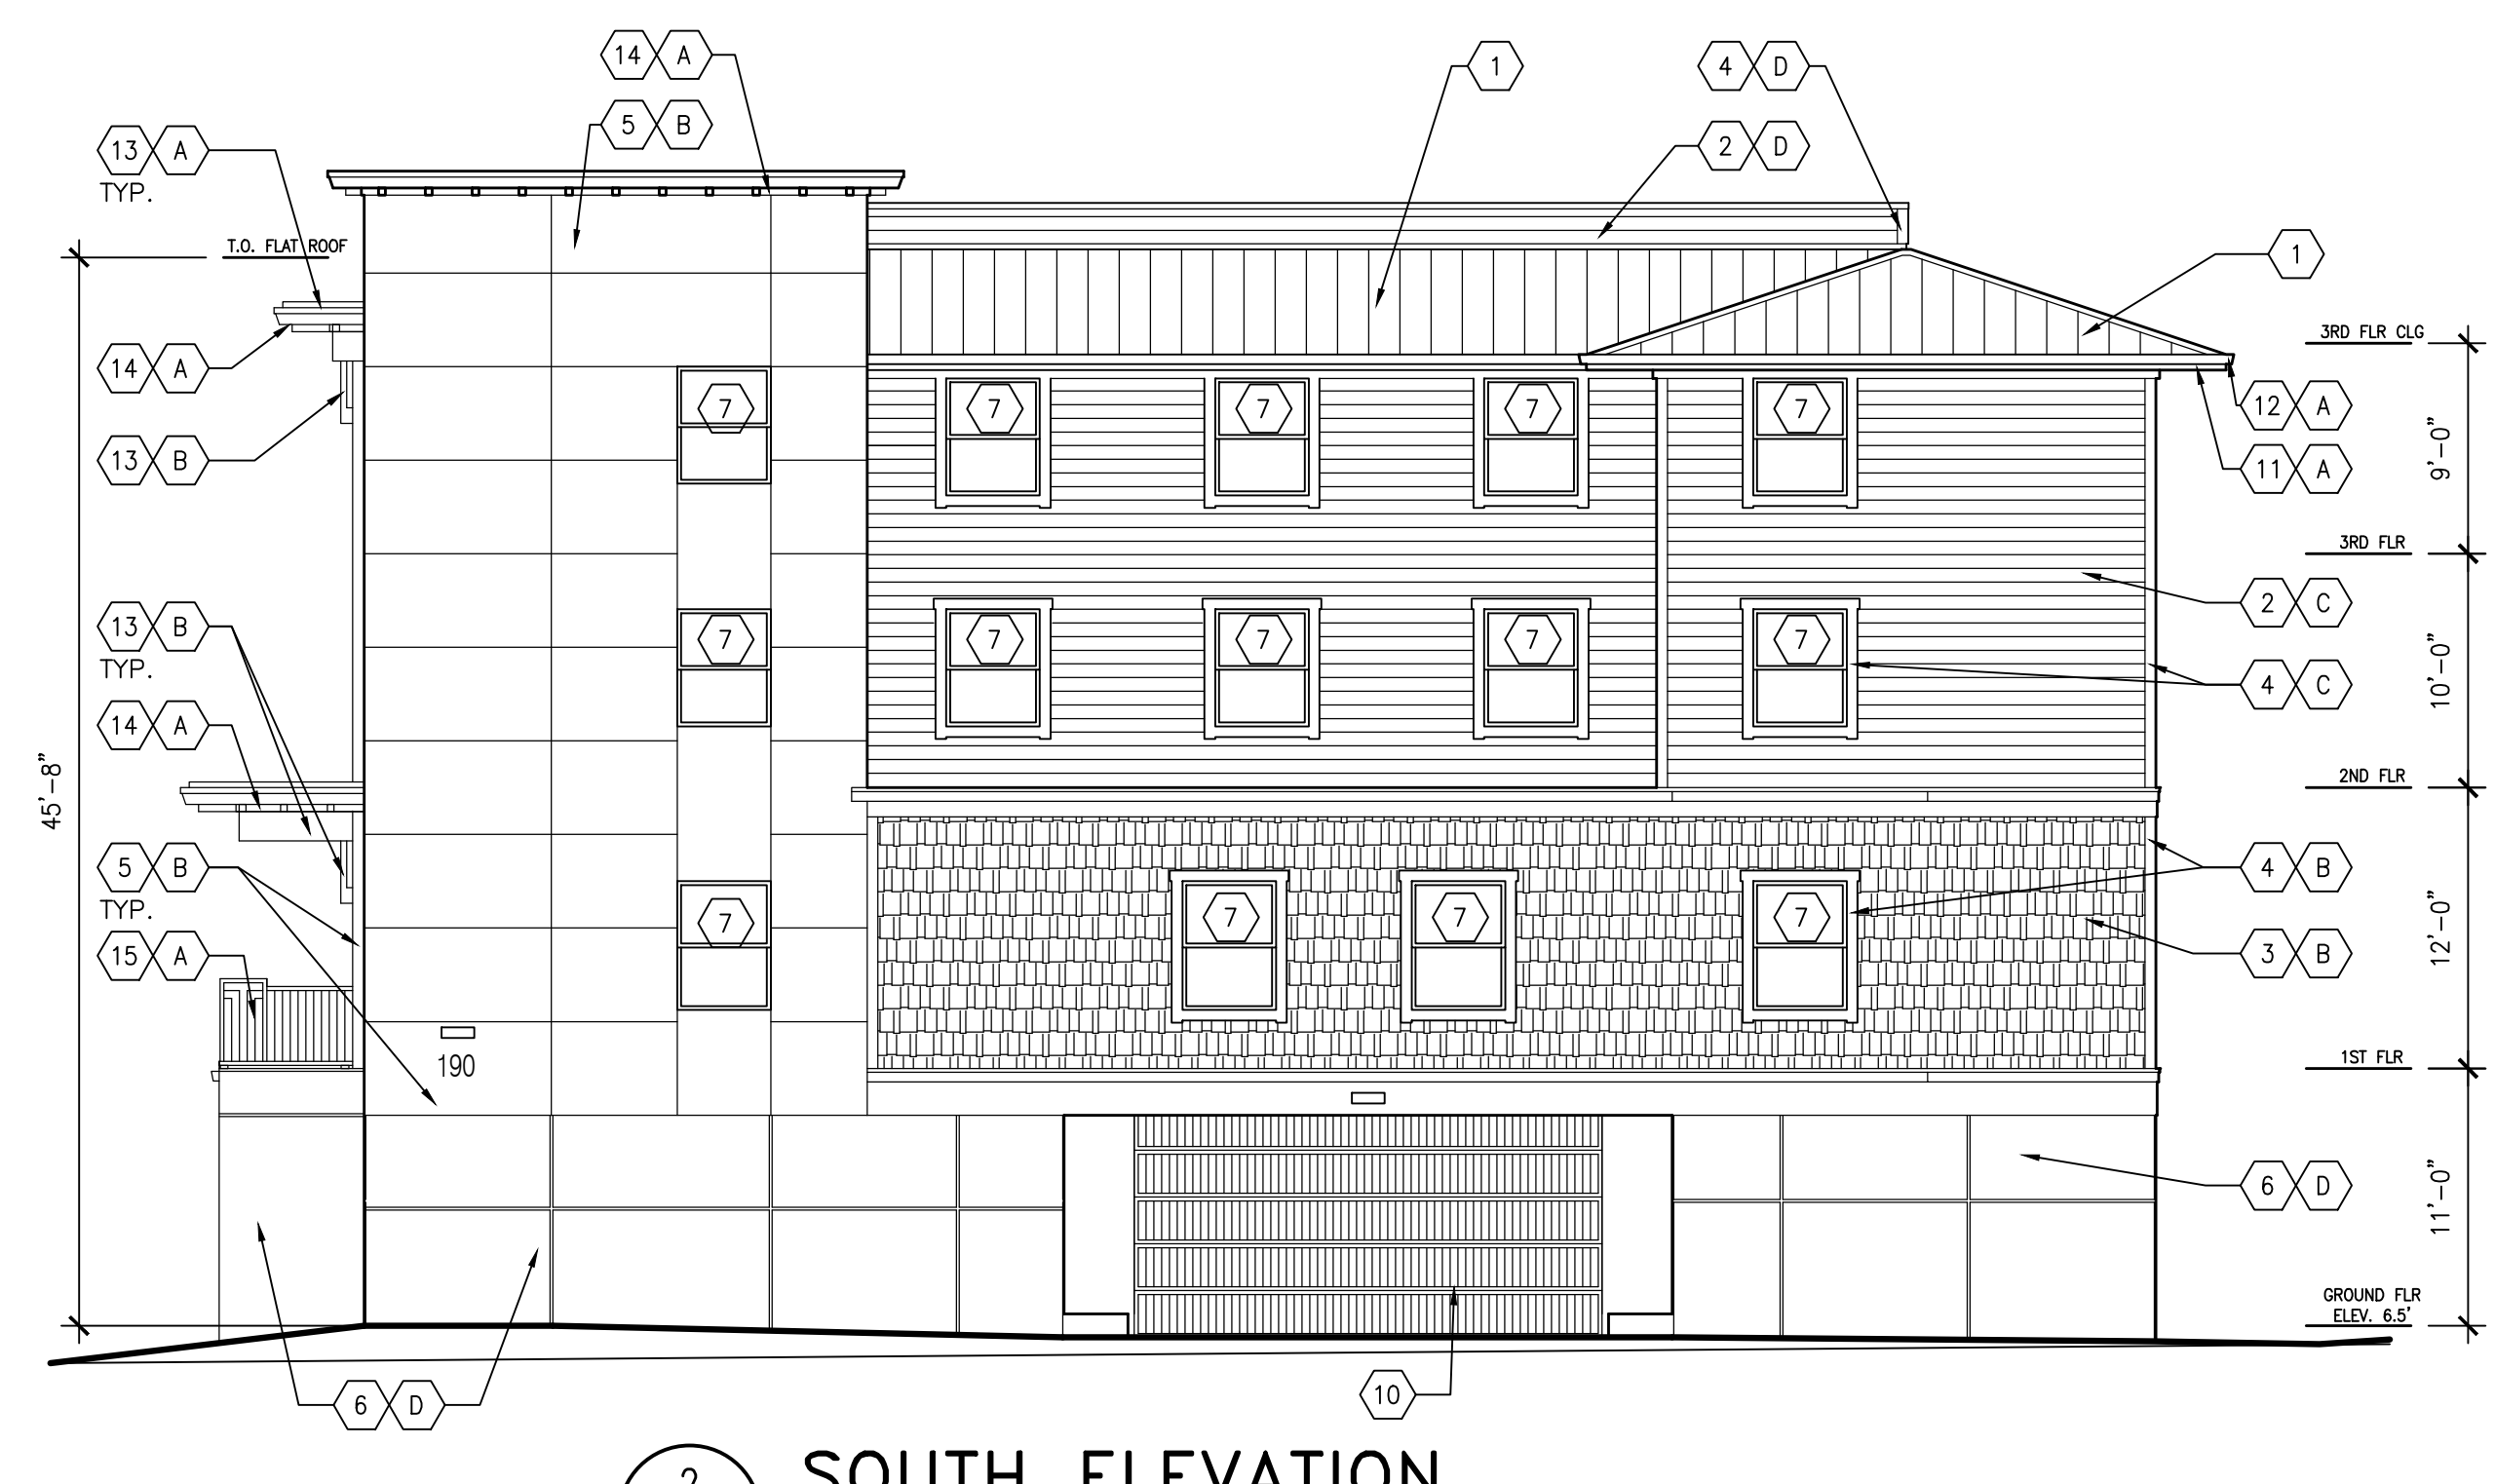 14 A
1
4 D
5 B
2 D
13 A
TYP.
T.O. FLAT ROOF
1
3RD FLR CLG
14 A
7
7
7
7
7
12 A
13 B
11 A
9'-0"
3RD FLR
13 B
TYP.
7
7
7
7
7
2 C
4 C
10'-0"
14 A
45'-8"
2ND FLR
5 B
TYP.
7
7
7
7
4 B
15 A
3 B
12'-0"
190
1ST FLR
6 D
11'-0"
GROUND FLR
ELEV. 6.5'
6 D
10
2
SOUTH ELEVATION